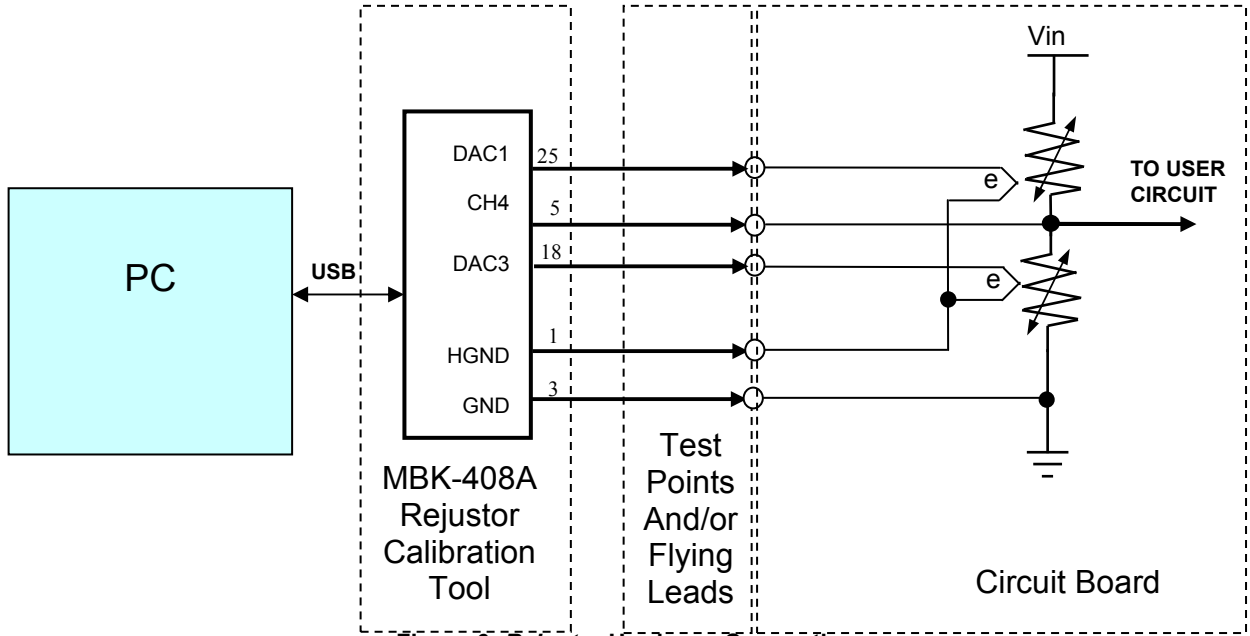 Vin
DAC1 25
CH4 5
DAC3 18
HGND 1
GND 3
e
e
TO USER
CIRCUIT
PC
USB
MBK-408A
Rejustor
Calibration
Tool
Test
Points
And/or
Flying
Leads
Circuit Board